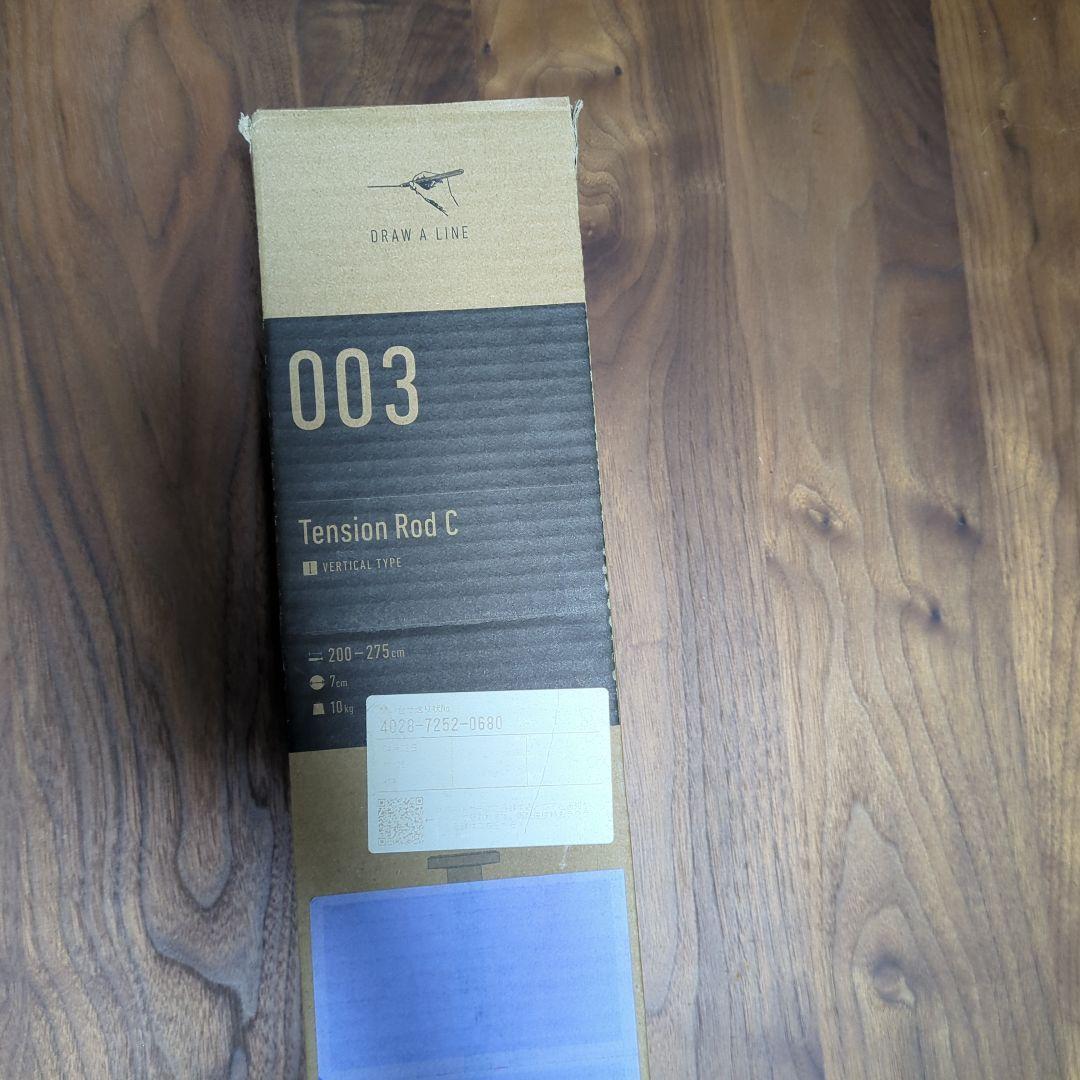 DRAW A LINE
003
Tension Rod C
I VERTICAL TYPE
200-275cm
7cm
10kg
4028-7252-0680